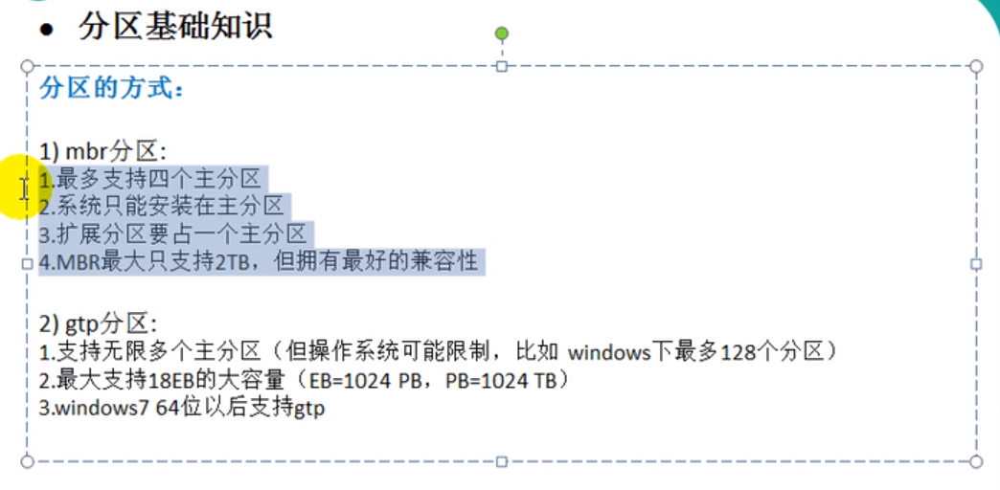 ● 分区基础知识
分区的方式：
1) mbr分区:
1.最多支持四个主分区
2.系统只能安装在主分区
3.扩展分区要占一个主分区
4.MBR最大只支持2TB，但拥有最好的兼容性
2) gtp分区:
1.支持无限多个主分区（但操作系统可能限制，比如 windows下最多128个分区）
2.最大支持18EB的大容量（EB=1024 PB，PB=1024 TB）
3.windows7 64位以后支持gtp